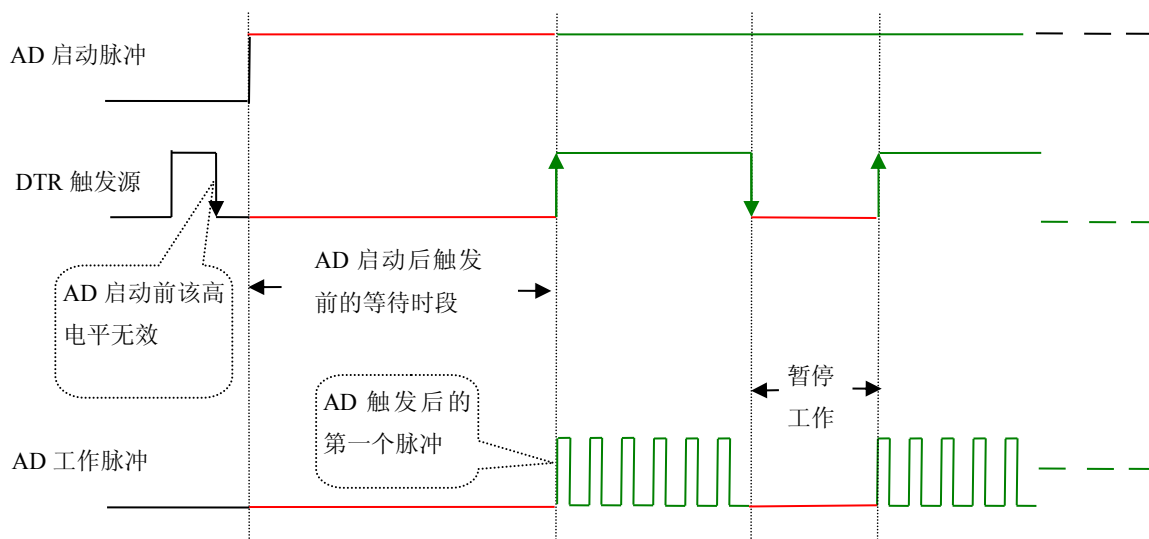 AD 启动脉冲
DTR 触发源
AD 启动前该高
电平无效
AD 启动后触发
前的等待时段
AD 触发后的
第一个脉冲
暂停
工作
AD 工作脉冲